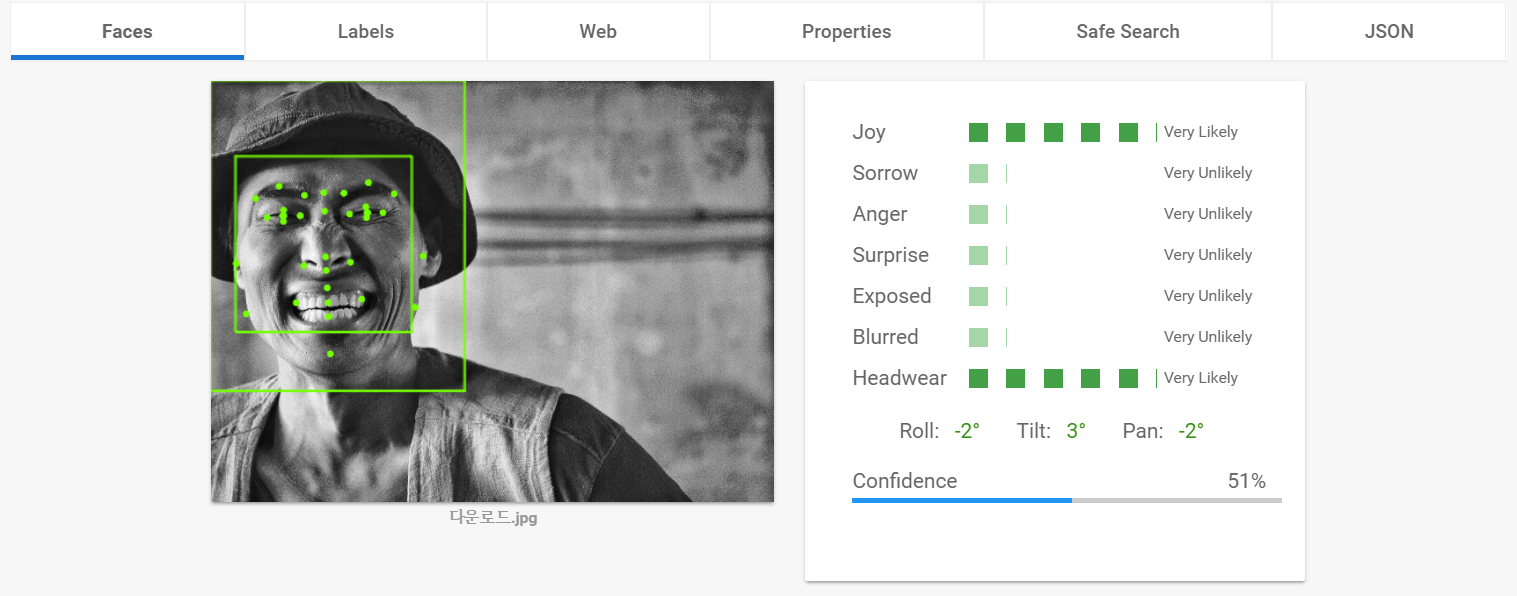 Faces Labels Web Properties Safe Search JSON
Joy Very Likely
Sorrow Very Unlikely
Anger Very Unlikely
Surprise Very Unlikely
Exposed Very Unlikely
Blurred Very Unlikely
Headwear Very Likely
Roll: -2° Tilt: 3° Pan: -2°
Confidence 51%
다운로드.jpg